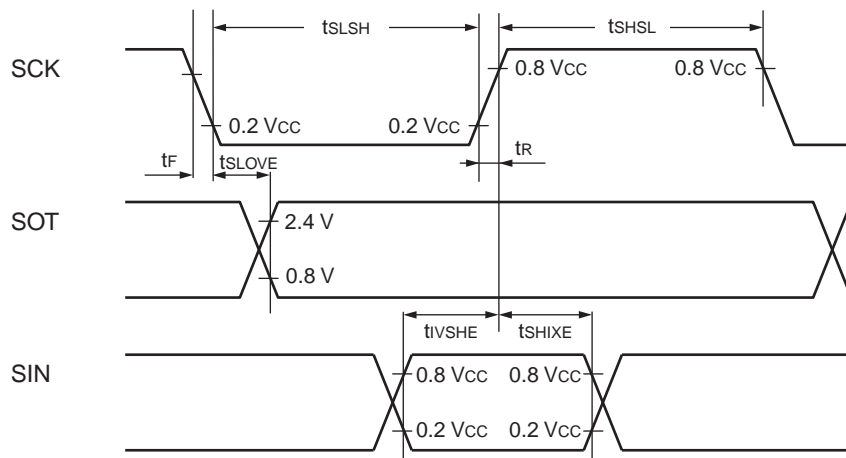 tSLSH
tSHSL
SCK
0.8 VCC
0.8 VCC
0.2 VCC
0.2 VCC
tF
tSLOVE
tR
SOT
2.4 V
0.8 V
tIVSHE
tSHIXE
SIN
0.8 VCC
0.8 VCC
0.2 VCC
0.2 VCC